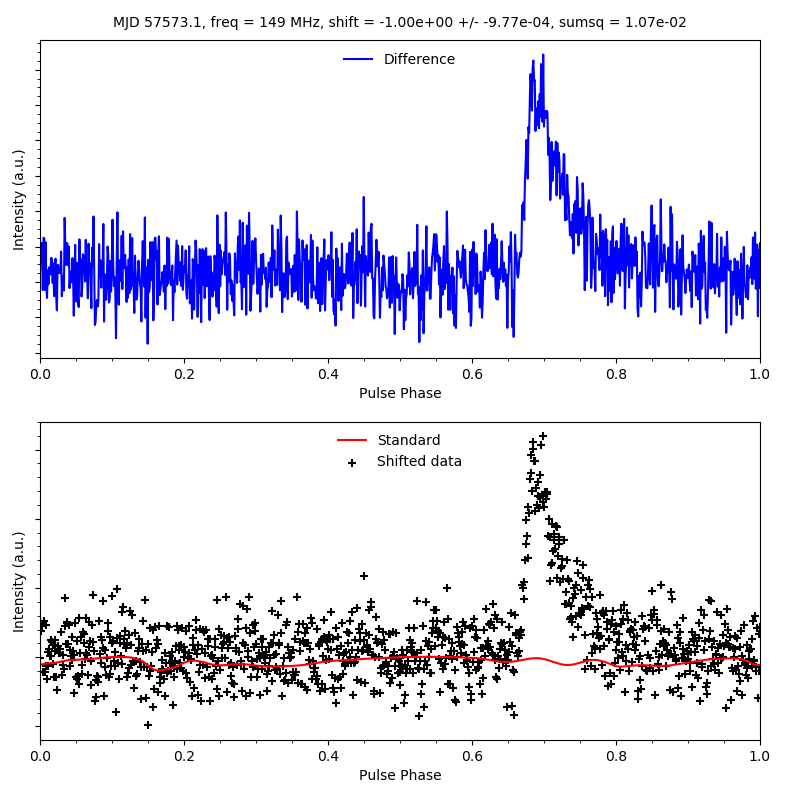 MJD 57573.1, freq = 149 MHz, shift = -1.00e+00 +/- -9.77e-04, sumsq = 1.07e-02
Difference
Intensity (a.u.)
0.0 0.2 0.4 0.6 0.8 1.0
Pulse Phase
Standard
Shifted data
Intensity (a.u.)
0.0 0.2 0.4 0.6 0.8 1.0
Pulse Phase